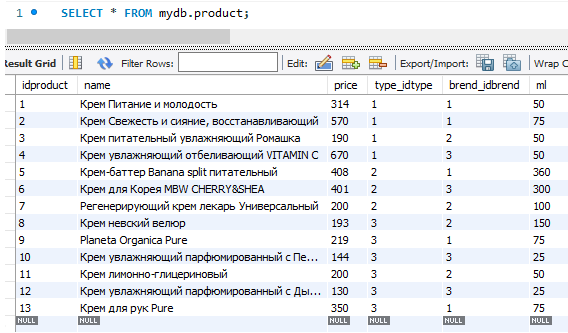 1 SELECT * FROM mydb.product;
Result Grid Filter Rows: Edit: Export/Import: Wrap C
idproduct name price type_idtype brend_idbrend ml
1 Крем Питание и молодость 314 1 1 50
2 Крем Свежесть и сияние, восстанавливающий 570 1 1 75
3 Крем питательный увлажняющий Ромашка 190 1 2 50
4 Крем увлажняющий отбеливающий VITAMIN C 670 1 3 50
5 Крем-баттер Banana split питательный 408 2 1 360
6 Крем для Корея MBW CHERRY&SHEA 401 2 3 300
7 Регенерирующий крем лекарь Универсальный 200 2 2 100
8 Крем невский велюр 193 3 2 150
9 Planeta Organica Pure 219 3 1 75
10 Крем увлажняющий парфюмированный с Пе... 144 3 3 25
11 Крем лимонно-глицериновый 200 3 2 50
12 Крем увлажняющий парфюмированный с Ды... 130 3 3 25
13 Крем для рук Pure 350 3 1 75
NULL NULL NULL NULL NULL NULL